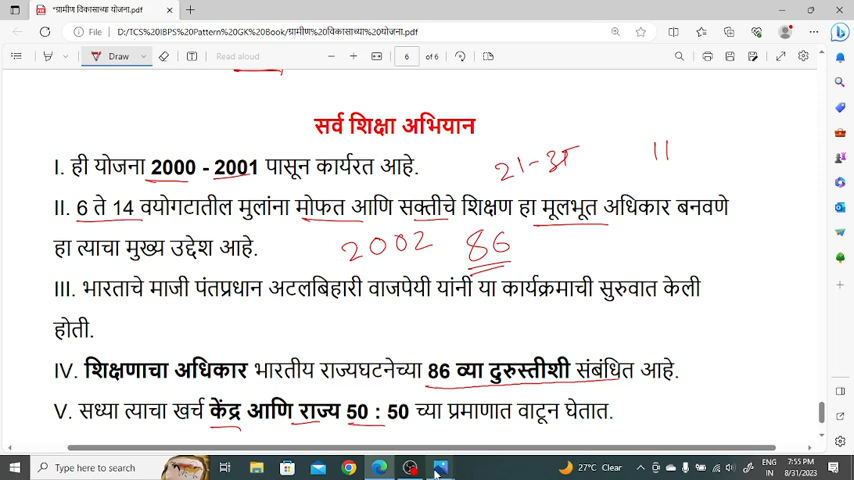 *ग्रामीण विकासाच्या योजना.pdf
File D:/TCS%20IBPS%20Pattern%20GK%20Book/ग्रामीण%20विकासाच्या%20योजना.pdf
Draw Read aloud 6 of 6
सर्व शिक्षा अभियान
I. ही योजना 2000 - 2001 पासून कार्यरत आहे.
21-अ 11
II. 6 ते 14 वयोगटातील मुलांना मोफत आणि सक्तीचे शिक्षण हा मूलभूत अधिकार बनवणे
हा त्याचा मुख्य उद्देश आहे.
2002 86
III. भारताचे माजी पंतप्रधान अटलबिहारी वाजपेयी यांनी या कार्यक्रमाची सुरुवात केली
होती.
IV. शिक्षणाचा अधिकार भारतीय राज्यघटनेच्या 86 व्या दुरुस्तीशी संबंधित आहे.
V. सध्या त्याचा खर्च केंद्र आणि राज्य 50 : 50 च्या प्रमाणात वाटून घेतात.
Type here to search 27°C Clear ENG 7:55 PM
IN 8/31/2023